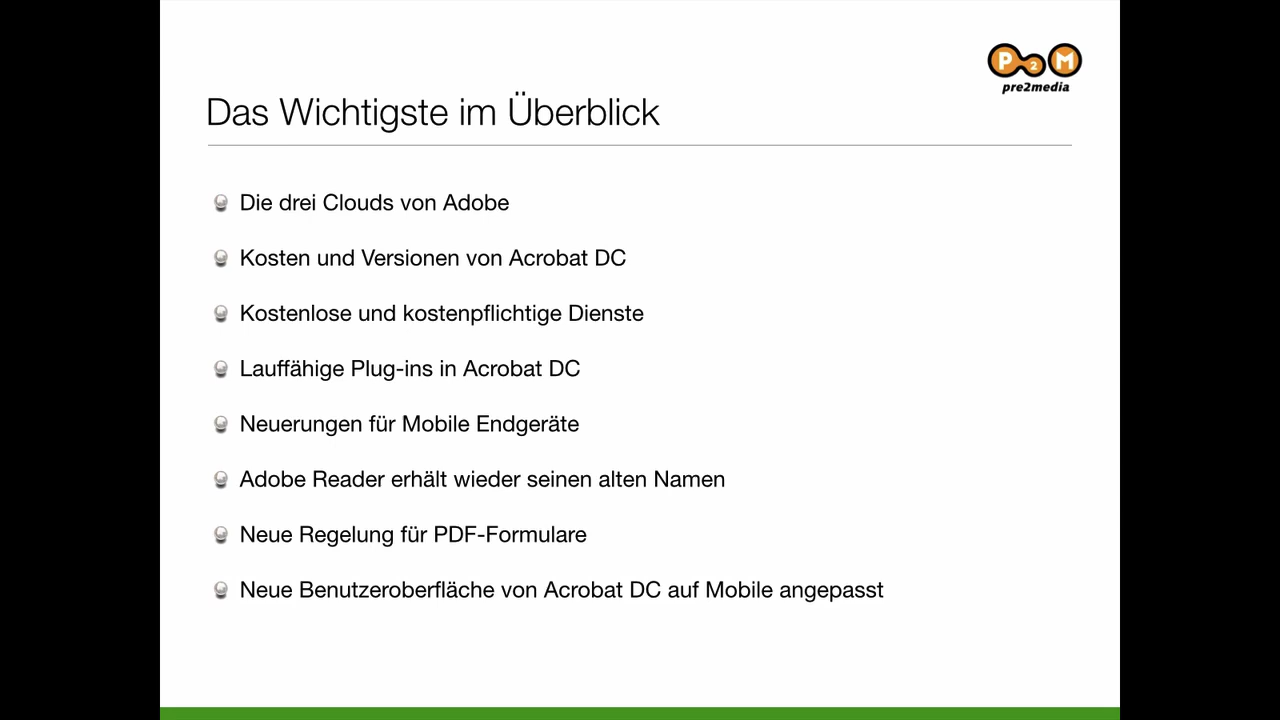 P2M
pre2media
Das Wichtigste im Überblick
Die drei Clouds von Adobe
Kosten und Versionen von Acrobat DC
Kostenlose und kostenpflichtige Dienste
Lauffähige Plug-ins in Acrobat DC
Neuerungen für Mobile Endgeräte
Adobe Reader erhält wieder seinen alten Namen
Neue Regelung für PDF-Formulare
Neue Benutzeroberfläche von Acrobat DC auf Mobile angepasst